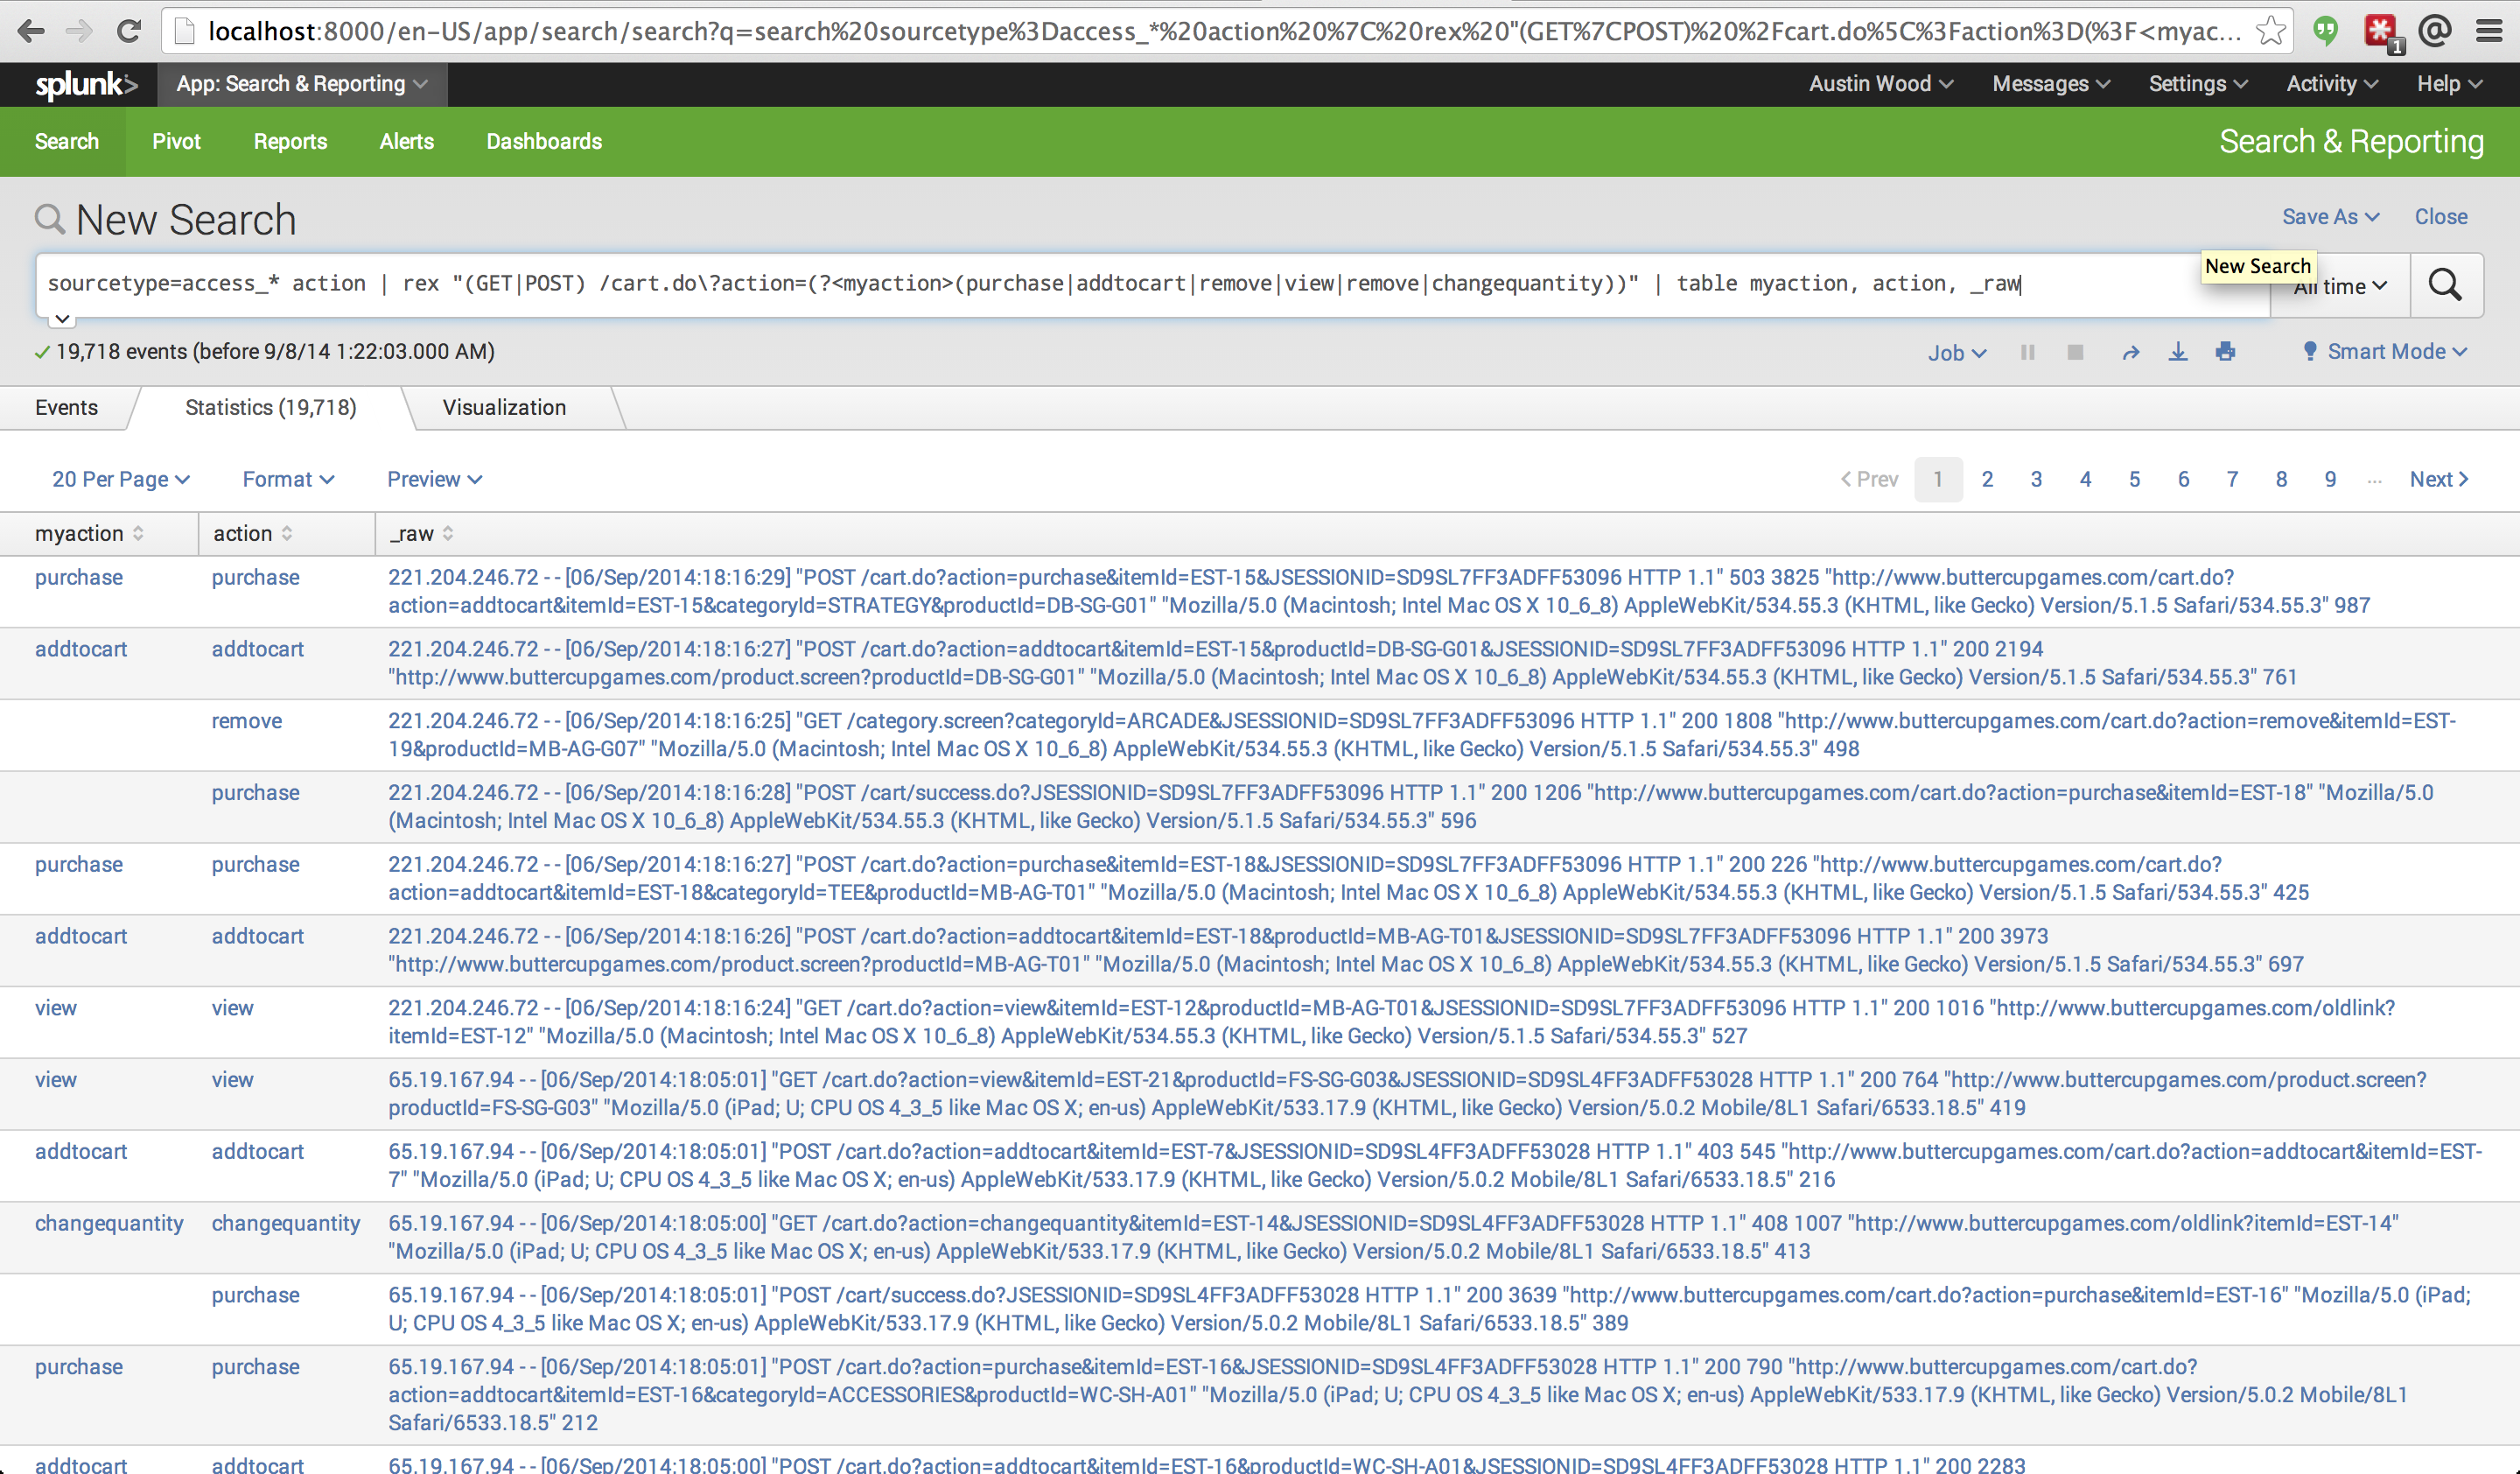 localhost:8000/en-US/app/search/search?q=search%20sourcetype%3Daccess_*%20action%20%7C%20rex%20"(GET%7CPOST)%20%2Fcart.do%5C%3Faction%3D(%3F<myac...
1
splunk> App: Search & Reporting Austin Wood Messages Settings Activity Help
Search Pivot Reports Alerts Dashboards Search & Reporting
New Search Save As Close
New Search
sourcetype=access_* action | rex "(GET|POST) /cart.do\?action=(?<myaction>(purchase|addtocart|remove|view|remove|changequantity))" | table myaction, action, _raw All time
19,718 events (before 9/8/14 1:22:03.000 AM) Job Smart Mode
Events Statistics (19,718) Visualization
20 Per Page Format Preview < Prev 1 2 3 4 5 6 7 8 9 ... Next >
myaction action _raw
purchase purchase 221.204.246.72 - - [06/Sep/2014:18:16:29] "POST /cart.do?action=purchase&itemId=EST-15&JSESSIONID=SD9SL7FF3ADFF53096 HTTP 1.1" 503 3825 "http://www.buttercupgames.com/cart.do?
action=addtocart&itemId=EST-15&categoryId=STRATEGY&productId=DB-SG-G01" "Mozilla/5.0 (Macintosh; Intel Mac OS X 10_6_8) AppleWebKit/534.55.3 (KHTML, like Gecko) Version/5.1.5 Safari/534.55.3" 987
addtocart addtocart 221.204.246.72 - - [06/Sep/2014:18:16:27] "POST /cart.do?action=addtocart&itemId=EST-15&productId=DB-SG-G01&JSESSIONID=SD9SL7FF3ADFF53096 HTTP 1.1" 200 2194
"http://www.buttercupgames.com/product.screen?productId=DB-SG-G01" "Mozilla/5.0 (Macintosh; Intel Mac OS X 10_6_8) AppleWebKit/534.55.3 (KHTML, like Gecko) Version/5.1.5 Safari/534.55.3" 761
remove 221.204.246.72 - - [06/Sep/2014:18:16:25] "GET /category.screen?categoryId=ARCADE&JSESSIONID=SD9SL7FF3ADFF53096 HTTP 1.1" 200 1808 "http://www.buttercupgames.com/cart.do?action=remove&itemId=EST-
19&productId=MB-AG-G07" "Mozilla/5.0 (Macintosh; Intel Mac OS X 10_6_8) AppleWebKit/534.55.3 (KHTML, like Gecko) Version/5.1.5 Safari/534.55.3" 498
purchase 221.204.246.72 - - [06/Sep/2014:18:16:28] "POST /cart/success.do?JSESSIONID=SD9SL7FF3ADFF53096 HTTP 1.1" 200 1206 "http://www.buttercupgames.com/cart.do?action=purchase&itemId=EST-18" "Mozilla/5.0
(Macintosh; Intel Mac OS X 10_6_8) AppleWebKit/534.55.3 (KHTML, like Gecko) Version/5.1.5 Safari/534.55.3" 596
purchase purchase 221.204.246.72 - - [06/Sep/2014:18:16:27] "POST /cart.do?action=purchase&itemId=EST-18&JSESSIONID=SD9SL7FF3ADFF53096 HTTP 1.1" 200 226 "http://www.buttercupgames.com/cart.do?
action=addtocart&itemId=EST-18&categoryId=TEE&productId=MB-AG-T01" "Mozilla/5.0 (Macintosh; Intel Mac OS X 10_6_8) AppleWebKit/534.55.3 (KHTML, like Gecko) Version/5.1.5 Safari/534.55.3" 425
addtocart addtocart 221.204.246.72 - - [06/Sep/2014:18:16:26] "POST /cart.do?action=addtocart&itemId=EST-18&productId=MB-AG-T01&JSESSIONID=SD9SL7FF3ADFF53096 HTTP 1.1" 200 3973
"http://www.buttercupgames.com/product.screen?productId=MB-AG-T01" "Mozilla/5.0 (Macintosh; Intel Mac OS X 10_6_8) AppleWebKit/534.55.3 (KHTML, like Gecko) Version/5.1.5 Safari/534.55.3" 697
view view 221.204.246.72 - - [06/Sep/2014:18:16:24] "GET /cart.do?action=view&itemId=EST-12&productId=MB-AG-T01&JSESSIONID=SD9SL7FF3ADFF53096 HTTP 1.1" 200 1016 "http://www.buttercupgames.com/oldlink?
itemId=EST-12" "Mozilla/5.0 (Macintosh; Intel Mac OS X 10_6_8) AppleWebKit/534.55.3 (KHTML, like Gecko) Version/5.1.5 Safari/534.55.3" 527
view view 65.19.167.94 - - [06/Sep/2014:18:05:01] "GET /cart.do?action=view&itemId=EST-21&productId=FS-SG-G03&JSESSIONID=SD9SL4FF3ADFF53028 HTTP 1.1" 200 764 "http://www.buttercupgames.com/product.screen?
productId=FS-SG-G03" "Mozilla/5.0 (iPad; U; CPU OS 4_3_5 like Mac OS X; en-us) AppleWebKit/533.17.9 (KHTML, like Gecko) Version/5.0.2 Mobile/8L1 Safari/6533.18.5" 419
addtocart addtocart 65.19.167.94 - - [06/Sep/2014:18:05:01] "POST /cart.do?action=addtocart&itemId=EST-7&JSESSIONID=SD9SL4FF3ADFF53028 HTTP 1.1" 403 545 "http://www.buttercupgames.com/cart.do?action=addtocart&itemId=EST-
7" "Mozilla/5.0 (iPad; U; CPU OS 4_3_5 like Mac OS X; en-us) AppleWebKit/533.17.9 (KHTML, like Gecko) Version/5.0.2 Mobile/8L1 Safari/6533.18.5" 216
changequantity changequantity 65.19.167.94 - - [06/Sep/2014:18:05:00] "GET /cart.do?action=changequantity&itemId=EST-14&JSESSIONID=SD9SL4FF3ADFF53028 HTTP 1.1" 408 1007 "http://www.buttercupgames.com/oldlink?itemId=EST-14"
"Mozilla/5.0 (iPad; U; CPU OS 4_3_5 like Mac OS X; en-us) AppleWebKit/533.17.9 (KHTML, like Gecko) Version/5.0.2 Mobile/8L1 Safari/6533.18.5" 413
purchase 65.19.167.94 - - [06/Sep/2014:18:05:01] "POST /cart/success.do?JSESSIONID=SD9SL4FF3ADFF53028 HTTP 1.1" 200 3639 "http://www.buttercupgames.com/cart.do?action=purchase&itemId=EST-16" "Mozilla/5.0 (iPad;
U; CPU OS 4_3_5 like Mac OS X; en-us) AppleWebKit/533.17.9 (KHTML, like Gecko) Version/5.0.2 Mobile/8L1 Safari/6533.18.5" 389
purchase purchase 65.19.167.94 - - [06/Sep/2014:18:05:01] "POST /cart.do?action=purchase&itemId=EST-16&JSESSIONID=SD9SL4FF3ADFF53028 HTTP 1.1" 200 790 "http://www.buttercupgames.com/cart.do?
action=addtocart&itemId=EST-16&categoryId=ACCESSORIES&productId=WC-SH-A01" "Mozilla/5.0 (iPad; U; CPU OS 4_3_5 like Mac OS X; en-us) AppleWebKit/533.17.9 (KHTML, like Gecko) Version/5.0.2 Mobile/8L1
Safari/6533.18.5" 212
addtocart addtocart 65.19.167.94 - - [06/Sep/2014:18:05:00] "POST /cart.do?action=addtocart&itemId=EST-16&productId=WC-SH-A01&JSESSIONID=SD9SL4FF3ADFF53028 HTTP 1.1" 200 2283